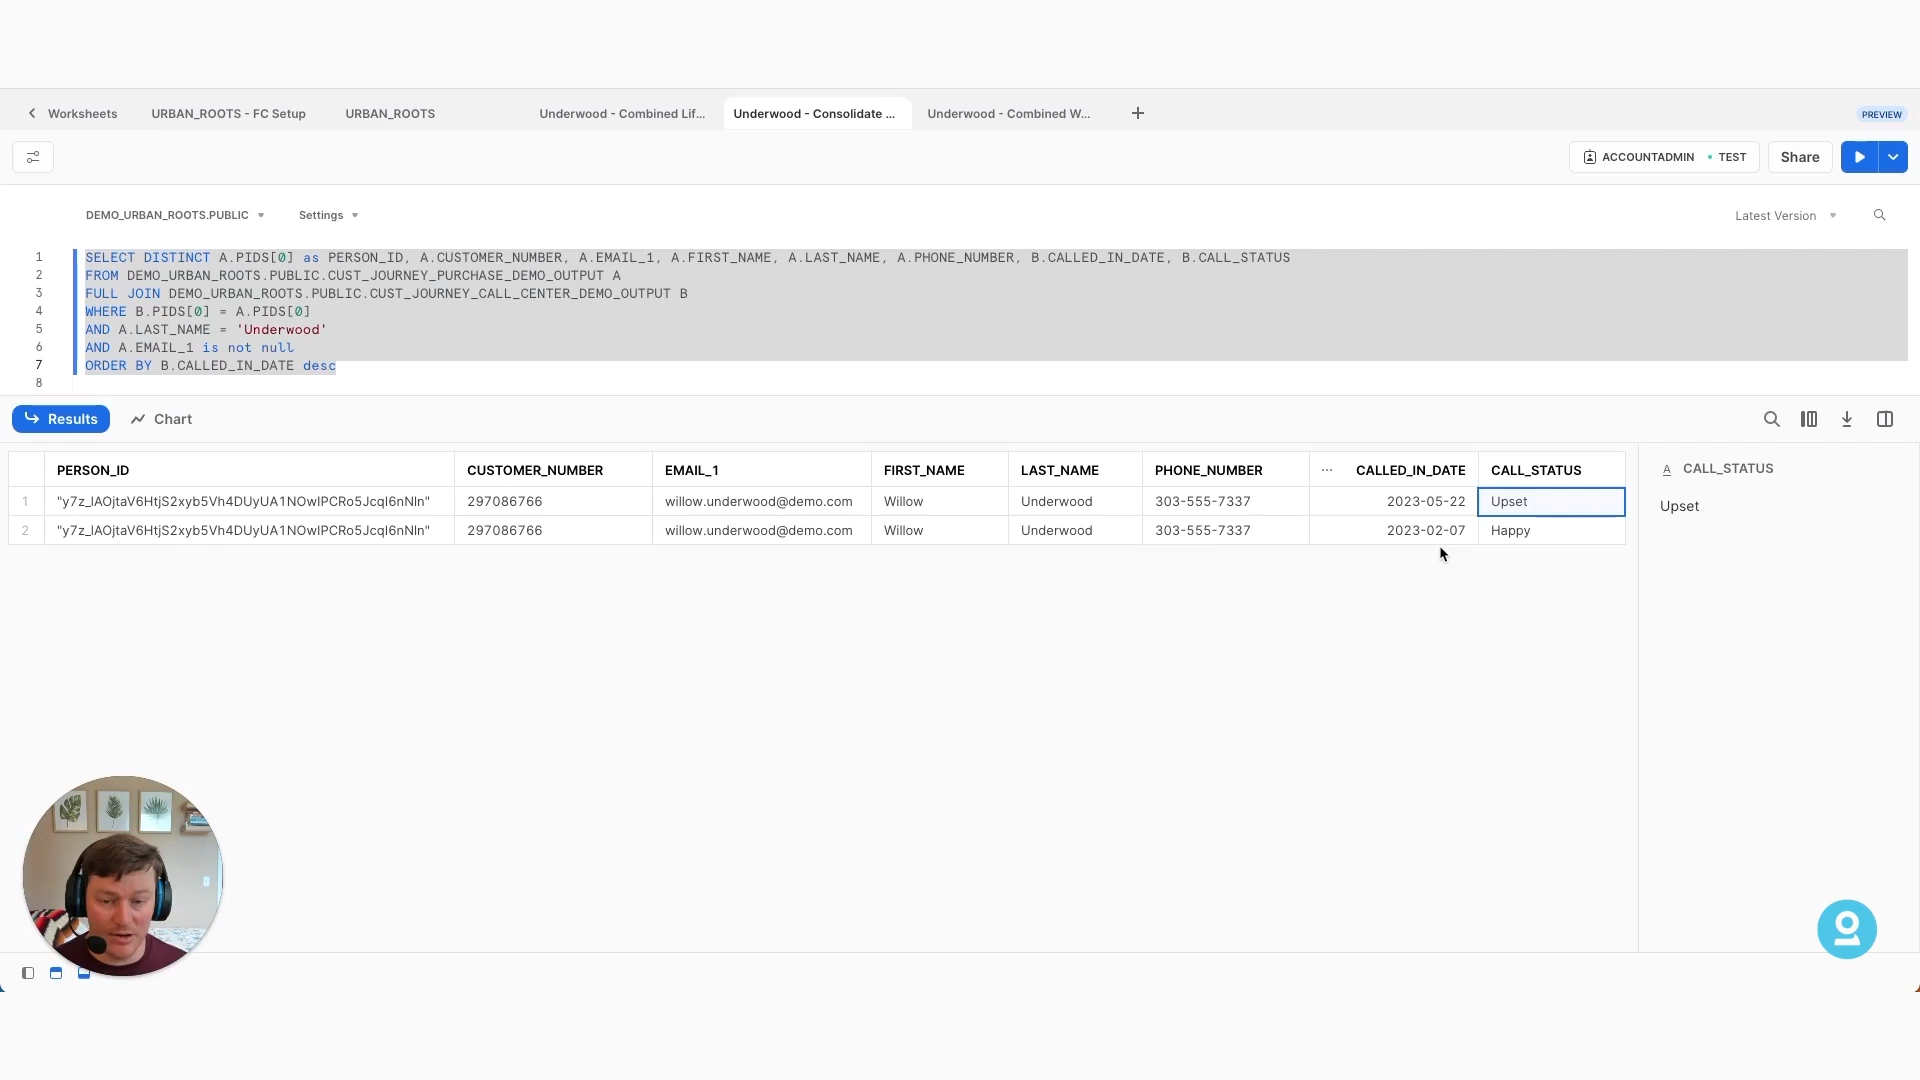 Worksheets
URBAN_ROOTS - FC Setup
URBAN_ROOTS
Underwood - Combined Lif...
Underwood - Consolidate ...
Underwood - Combined W...
PREVIEW
ACCOUNTADMIN
TEST
Share
DEMO_URBAN_ROOTS.PUBLIC
Settings
Latest Version
1 SELECT DISTINCT A.PIDS[0] as PERSON_ID, A.CUSTOMER_NUMBER, A.EMAIL_1, A.FIRST_NAME, A.LAST_NAME, A.PHONE_NUMBER, B.CALLED_IN_DATE, B.CALL_STATUS
2 FROM DEMO_URBAN_ROOTS.PUBLIC.CUST_JOURNEY_PURCHASE_DEMO_OUTPUT A
3 FULL JOIN DEMO_URBAN_ROOTS.PUBLIC.CUST_JOURNEY_CALL_CENTER_DEMO_OUTPUT B
4 WHERE B.PIDS[0] = A.PIDS[0]
5 AND A.LAST_NAME = 'Underwood'
6 AND A.EMAIL_1 is not null
7 ORDER BY B.CALLED_IN_DATE desc
8
Results
Chart
PERSON_ID CUSTOMER_NUMBER EMAIL_1 FIRST_NAME LAST_NAME PHONE_NUMBER ... CALLED_IN_DATE CALL_STATUS
1 "y7z_lAOjtaV6HtjS2xyb5Vh4DUyUA1NOwIPCRo5Jcql6nNln" 297086766 willow.underwood@demo.com Willow Underwood 303-555-7337 2023-05-22 Upset
2 "y7z_lAOjtaV6HtjS2xyb5Vh4DUyUA1NOwIPCRo5Jcql6nNln" 297086766 willow.underwood@demo.com Willow Underwood 303-555-7337 2023-02-07 Happy
A CALL_STATUS
Upset